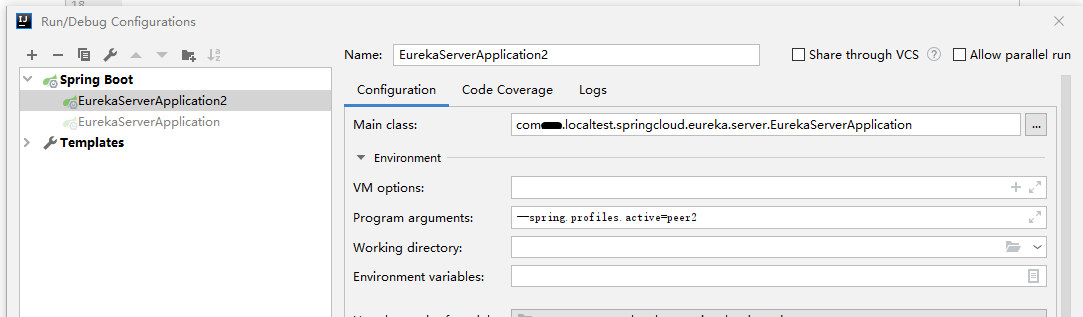 18
Run/Debug Configurations
Name: EurekaServerApplication2
Share through VCS ? Allow parallel run
Spring Boot
EurekaServerApplication2
EurekaServerApplication
Templates
Configuration Code Coverage Logs
Main class: com .localtest.springcloud.eureka.server.EurekaServerApplication ...
Environment
VM options:
Program arguments: --spring.profiles.active=peer2
Working directory:
Environment variables: